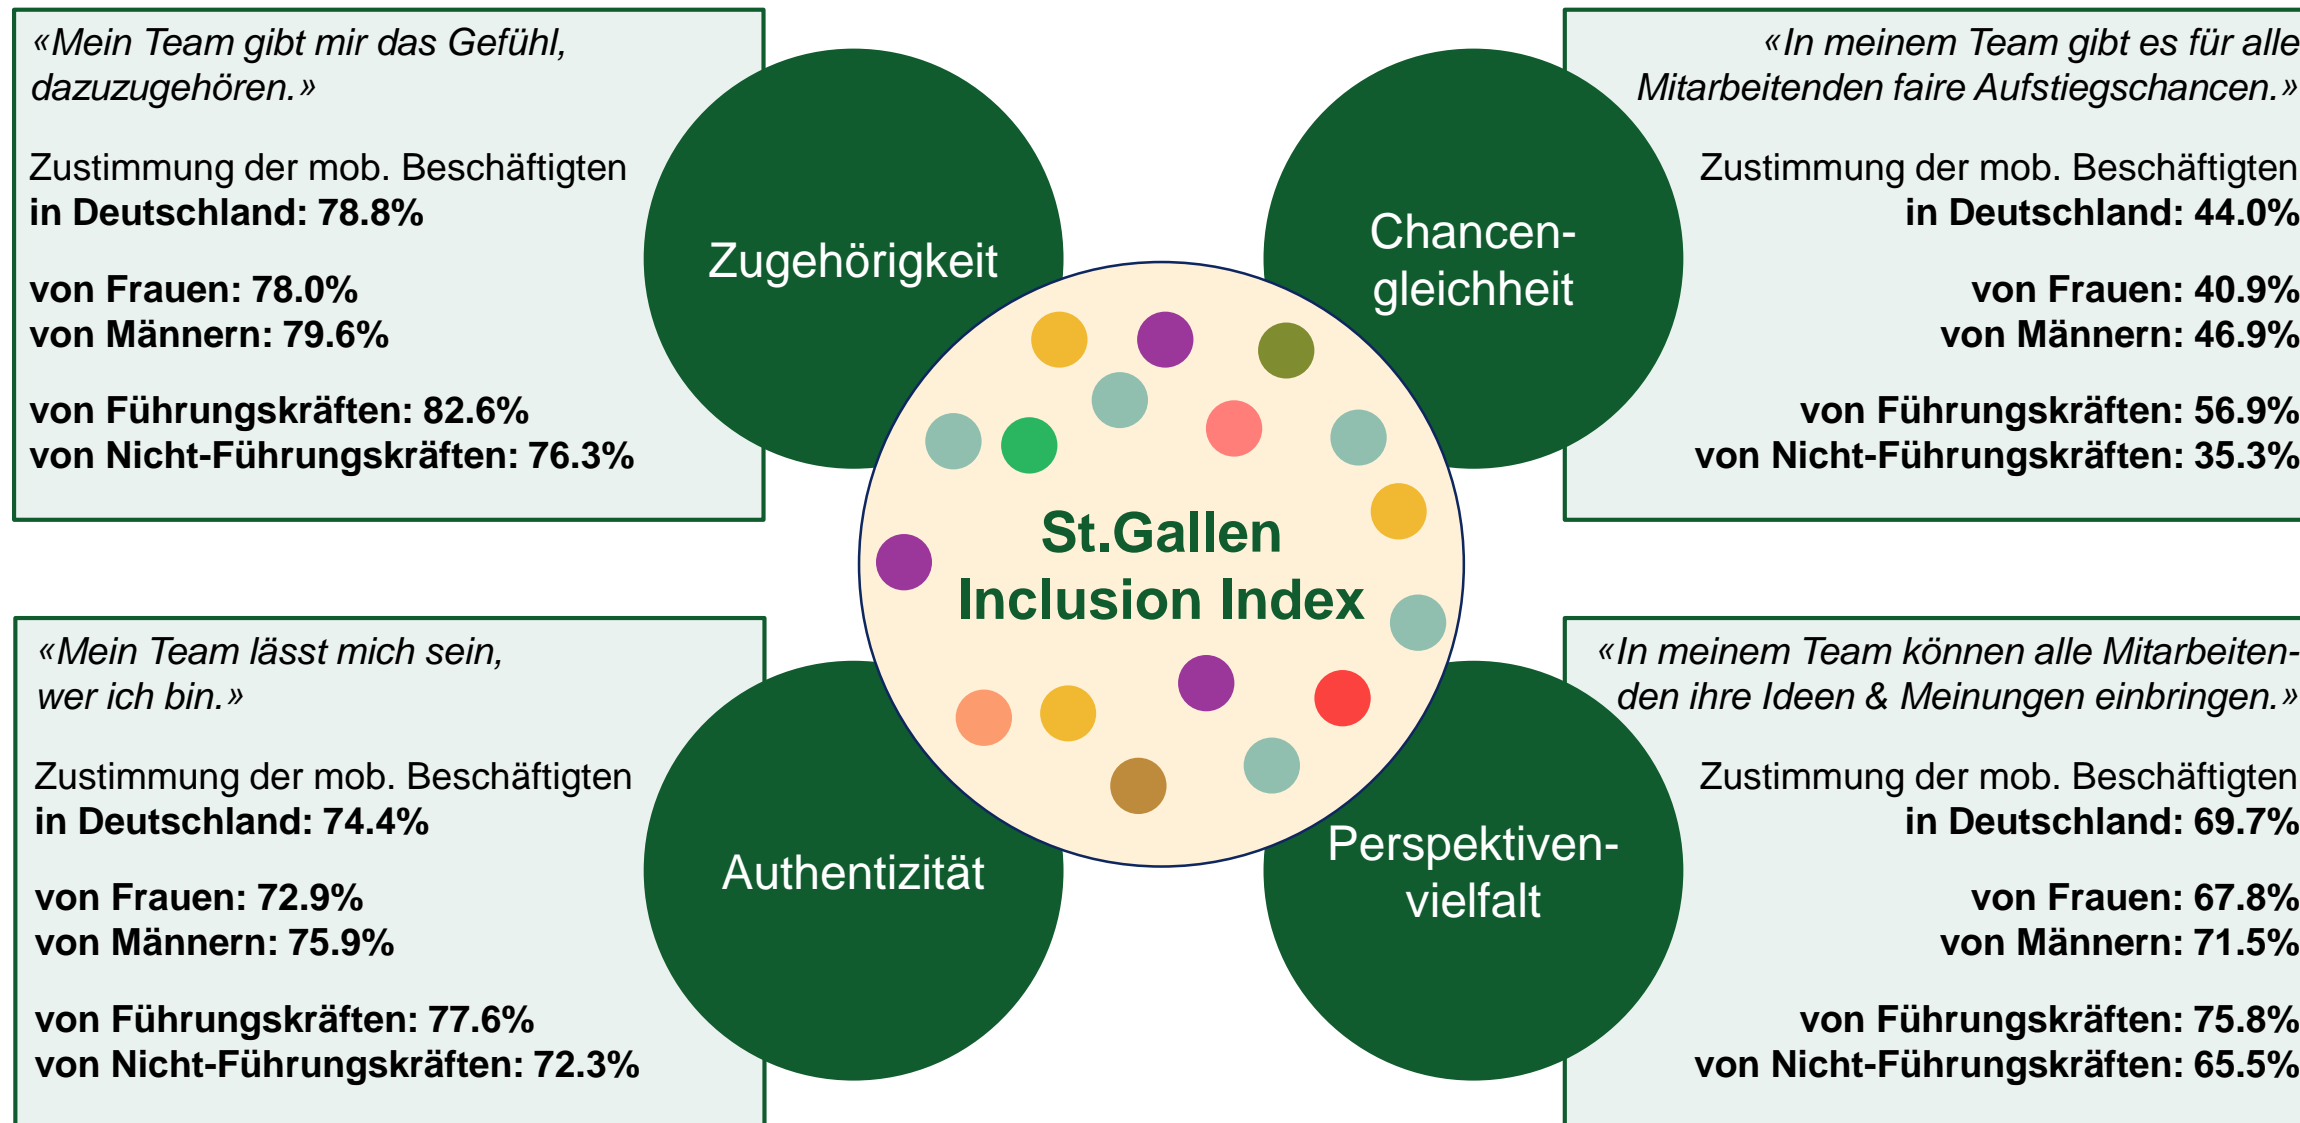 «Mein Team gibt mir das Gefühl,
dazuzugehören.»
Zustimmung der mob. Beschäftigten
in Deutschland: 78.8%
von Frauen: 78.0%
von Männern: 79.6%
von Führungskräften: 82.6%
von Nicht-Führungskräften: 76.3%
Zugehörigkeit
Chancen-
gleichheit
«In meinem Team gibt es für alle
Mitarbeitenden faire Aufstiegschancen.»
Zustimmung der mob. Beschäftigten
in Deutschland: 44.0%
von Frauen: 40.9%
von Männern: 46.9%
von Führungskräften: 56.9%
von Nicht-Führungskräften: 35.3%
St.Gallen
Inclusion Index
«Mein Team lässt mich sein,
wer ich bin.»
Zustimmung der mob. Beschäftigten
in Deutschland: 74.4%
von Frauen: 72.9%
von Männern: 75.9%
von Führungskräften: 77.6%
von Nicht-Führungskräften: 72.3%
Authentizität
Perspektiven-
vielfalt
«In meinem Team können alle Mitarbeiten-
den ihre Ideen & Meinungen einbringen.»
Zustimmung der mob. Beschäftigten
in Deutschland: 69.7%
von Frauen: 67.8%
von Männern: 71.5%
von Führungskräften: 75.8%
von Nicht-Führungskräften: 65.5%